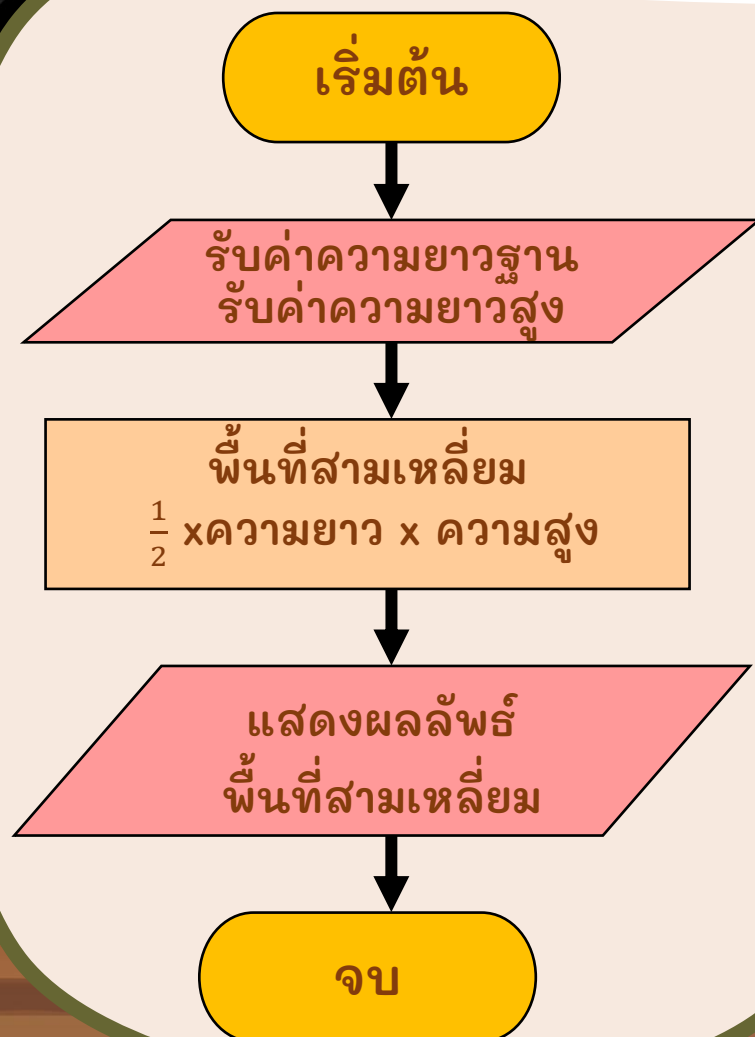 เริ่มต้น
รับค่าความยาวฐาน
รับค่าความยาวสูง
พื้นที่สามเหลี่ยม
1/2 xความยาว x ความสูง
แสดงผลลัพธ์
พื้นที่สามเหลี่ยม
จบ